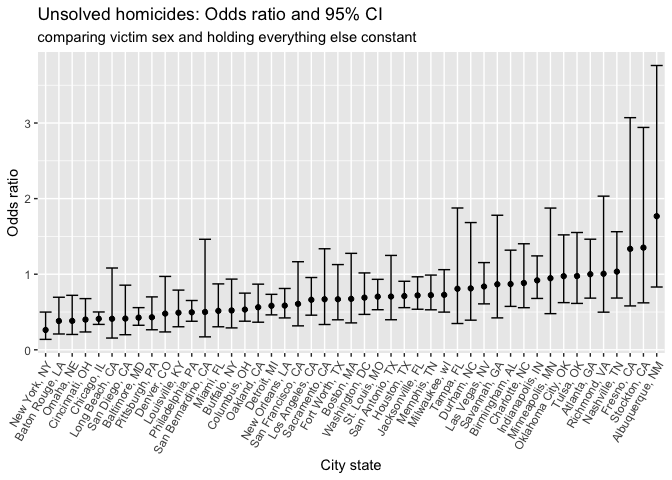 Unsolved homicides: Odds ratio and 95% CI
comparing victim sex and holding everything else constant
Odds ratio
3
2
1
0
New York, NY
Baton Rouge, LA
Omaha, NE
Cincinnati, OH
Chicago, IL
Long Beach, CA
San Diego, CA
Baltimore, MD
Pittsburgh, PA
Denver, CO
Louisville, KY
Philadelphia, PA
San Bernardino, CA
Miami, FL
Buffalo, NY
Columbus, OH
Oakland, CA
Detroit, MI
New Orleans, LA
San Francisco, CA
Los Angeles, CA
Sacramento, CA
Fort Worth, TX
Boston, MA
Washington, DC
St. Louis, MO
San Antonio, TX
Houston, TX
Jacksonville, FL
Memphis, TN
Milwaukee, wI
Tampa, FL
Durham, NC
Las Vegas, NV
Savannah, GA
Birmingham, AL
Charlotte, NC
Indianapolis, IN
Minneapolis, MN
Oklahoma City, OK
Tulsa, OK
Atlanta, GA
Richmond, VA
Nashville, TN
Fresno, CA
Stockton, CA
Albuquerque, NM
City state